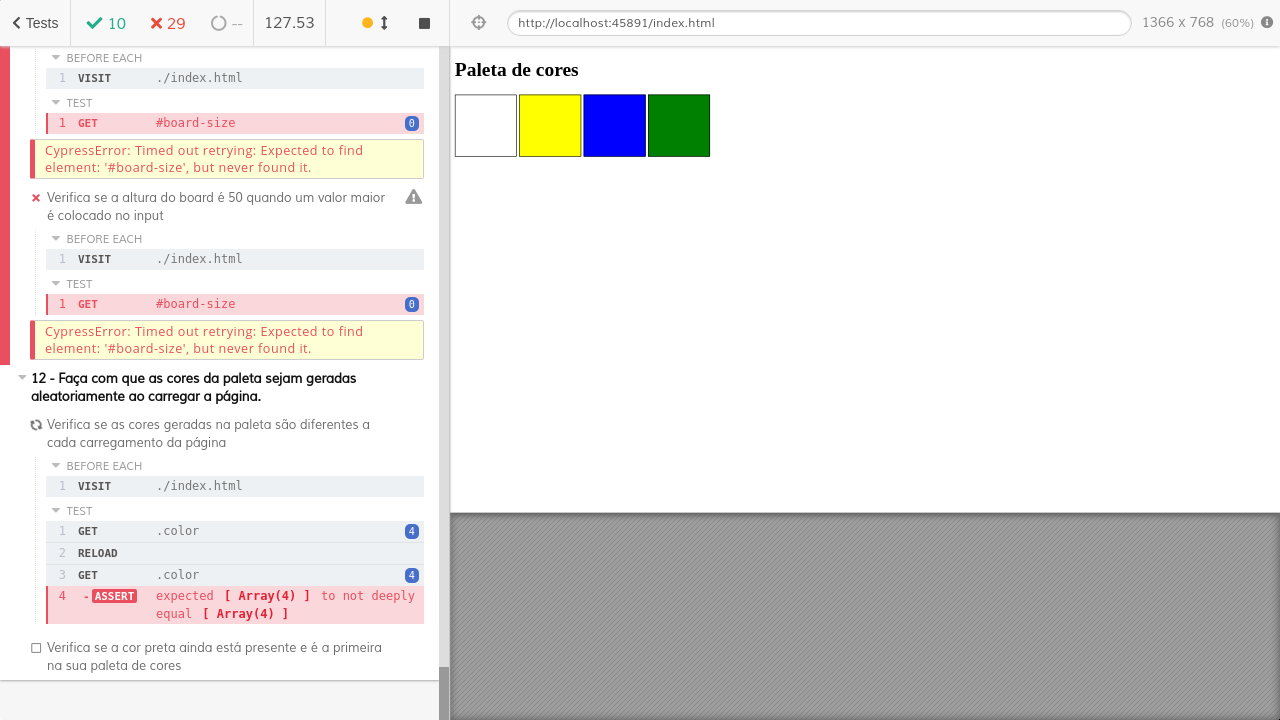 Tests 10 29 -- 127.53
http://localhost:45891/index.html 1366 x 768 (60%)
BEFORE EACH
1 VISIT ./index.html
TEST
1 GET #board-size 0
CypressError: Timed out retrying: Expected to find
element: '#board-size', but never found it.
Verifica se a altura do board é 50 quando um valor maior
é colocado no input
BEFORE EACH
1 VISIT ./index.html
TEST
1 GET #board-size 0
CypressError: Timed out retrying: Expected to find
element: '#board-size', but never found it.
12 - Faça com que as cores da paleta sejam geradas
aleatoriamente ao carregar a página.
Verifica se as cores geradas na paleta são diferentes a
cada carregamento da página
BEFORE EACH
1 VISIT ./index.html
TEST
1 GET .color 4
2 RELOAD
3 GET .color 4
4 -ASSERT expected [ Array(4) ] to not deeply
equal [ Array(4) ]
Verifica se a cor preta ainda está presente e é a primeira
na sua paleta de cores
Paleta de cores